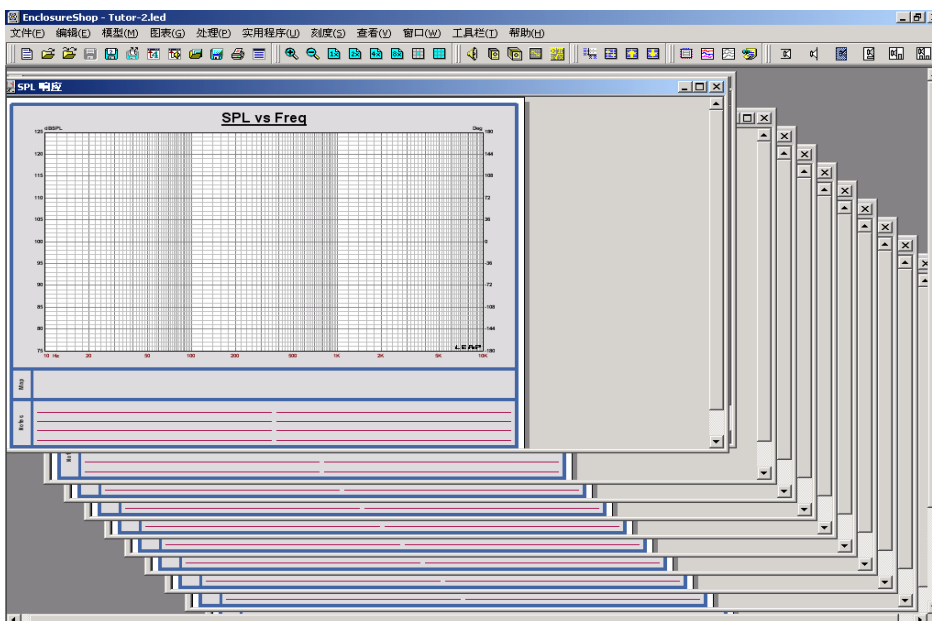 EnclosureShop - Tutor-2.led
文件(F) 编辑(E) 模型(M) 图表(G) 处理(P) 实用程序(U) 刻度(S) 查看(V) 窗口(W) 工具栏(T) 帮助(H)
SPL 响应
SPL vs Freq
125 dBSPL Deg 180
120 144
115 108
110 72
105 36
100 0
95 -36
90 -72
85 -108
80 -144
LEAP
75 -180
10 Hz 20 50 100 200 500 1K 2K 5K 10K
Map
Notes